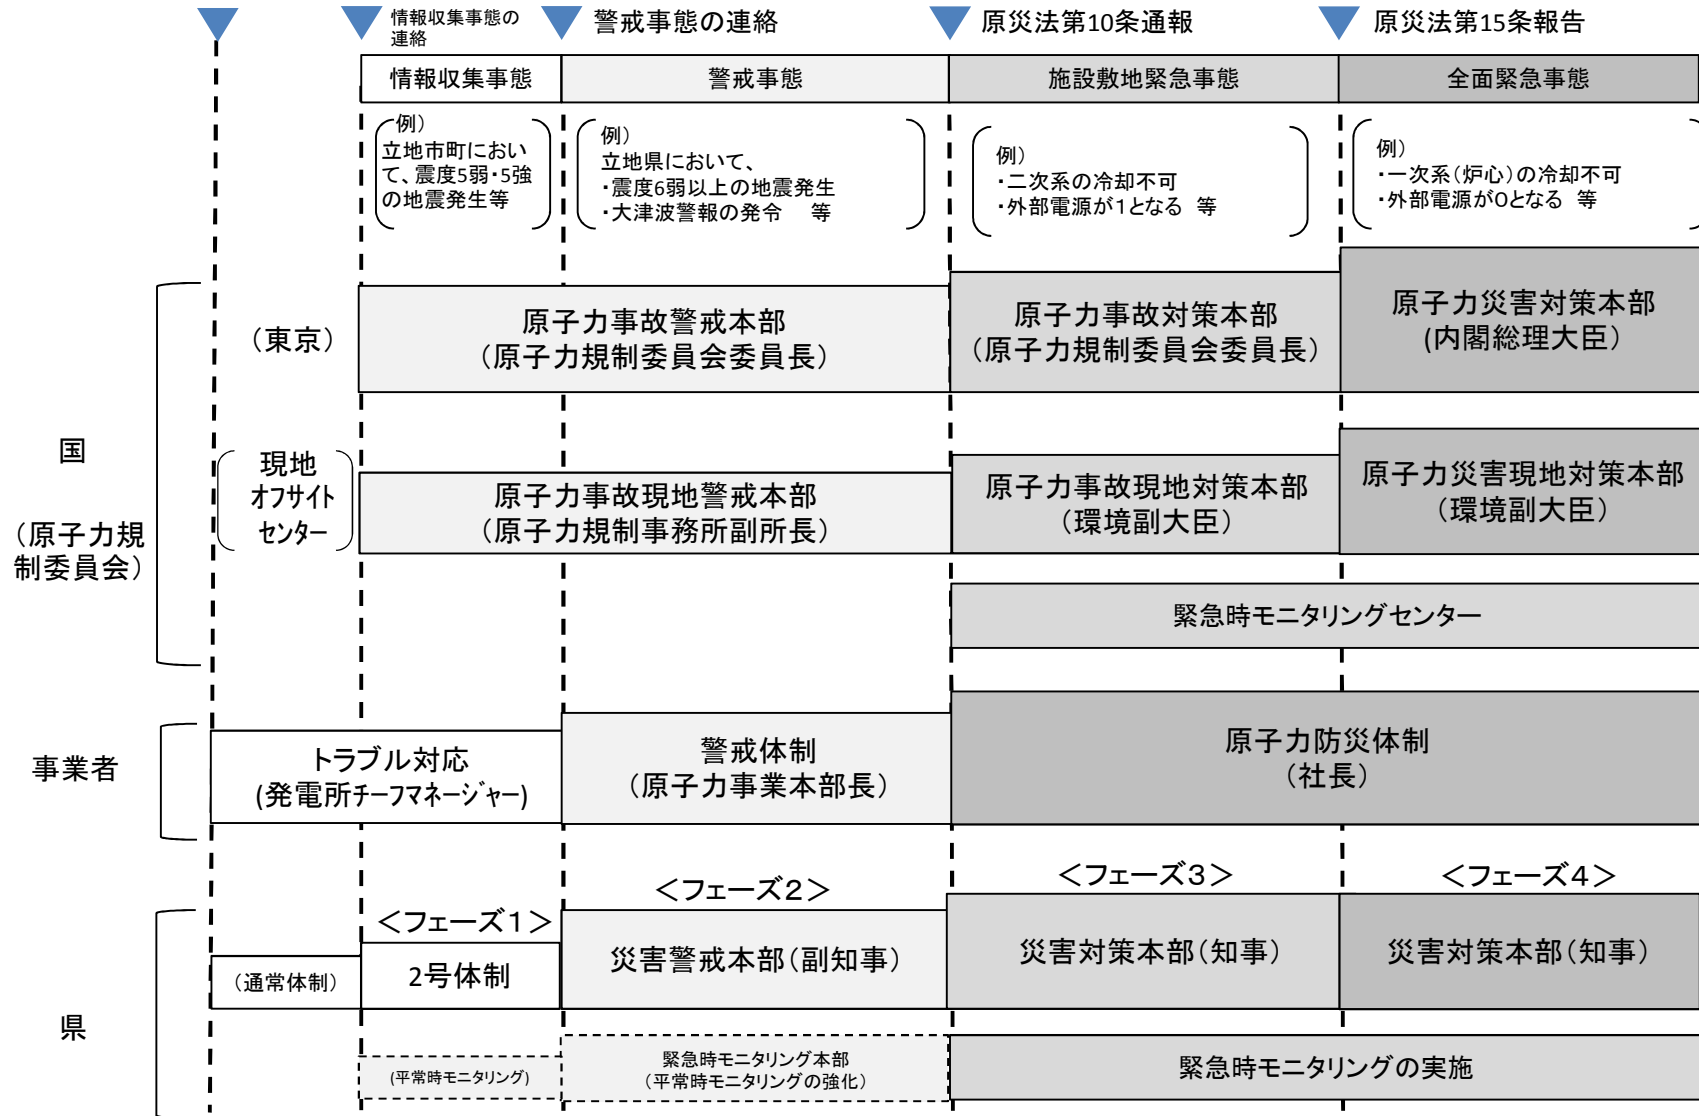 情報収集事態の
連絡
警戒事態の連絡
原災法第10条通報
原災法第15条報告
情報収集事態
警戒事態
施設敷地緊急事態
全面緊急事態
例）
立地市町におい
て、震度5弱・5強
の地震発生等
例）
立地県において、
・震度6弱以上の地震発生
・大津波警報の発令　等
例）
・二次系の冷却不可
・外部電源が１となる　等
例）
・一次系（炉心）の冷却不可
・外部電源が０となる　等
国
（原子力規
制委員会）
（東京）
原子力事故警戒本部
（原子力規制委員会委員長）
原子力事故対策本部
（原子力規制委員会委員長）
原子力災害対策本部
(内閣総理大臣）
現地
オフサイト
センター
原子力事故現地警戒本部
（原子力規制事務所副所長）
原子力事故現地対策本部
（環境副大臣）
原子力災害現地対策本部
（環境副大臣）
緊急時モニタリングセンター
事業者
トラブル対応
(発電所チーフマネージャー)
警戒体制
（原子力事業本部長）
原子力防災体制
（社長）
県
＜フェーズ１＞
＜フェーズ２＞
＜フェーズ３＞
＜フェーズ４＞
（通常体制）
2号体制
災害警戒本部（副知事）
災害対策本部（知事）
災害対策本部（知事）
(平常時モニタリング)
緊急時モニタリング本部
（平常時モニタリングの強化）
緊急時モニタリングの実施